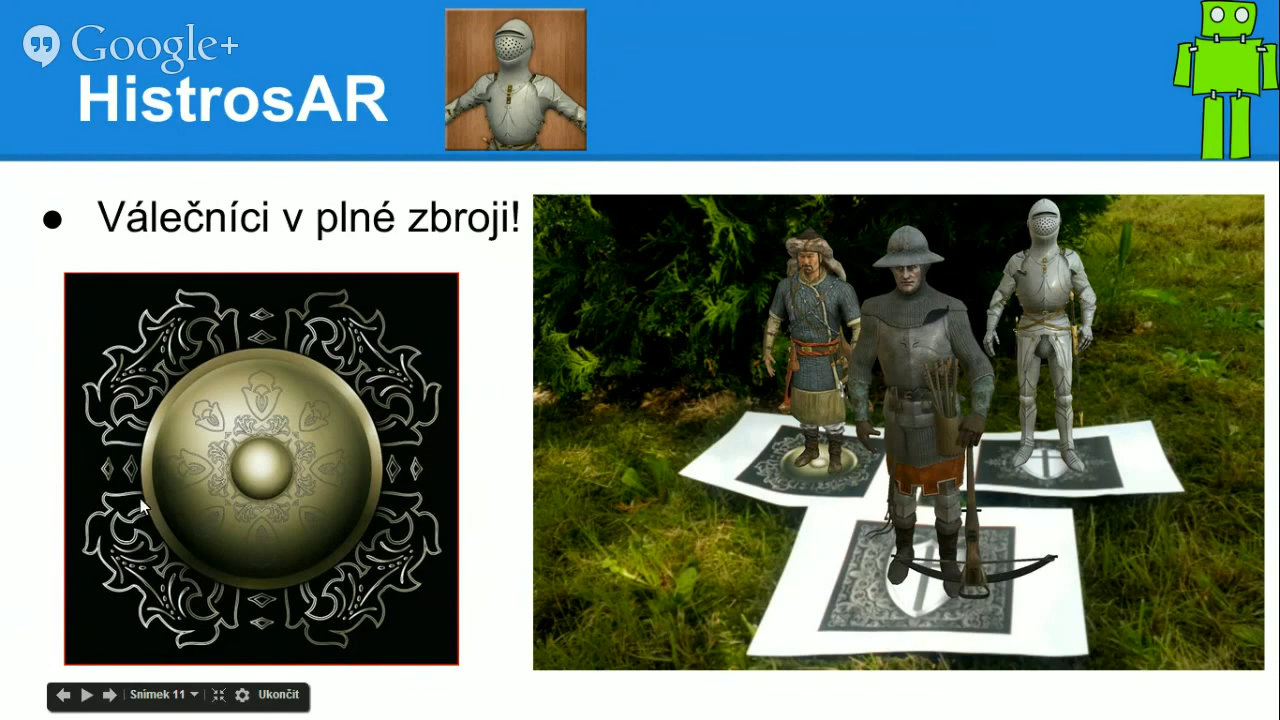 Google+
HistrosAR
● Válečníci v plné zbroji!
Snímek 11
Ukončit